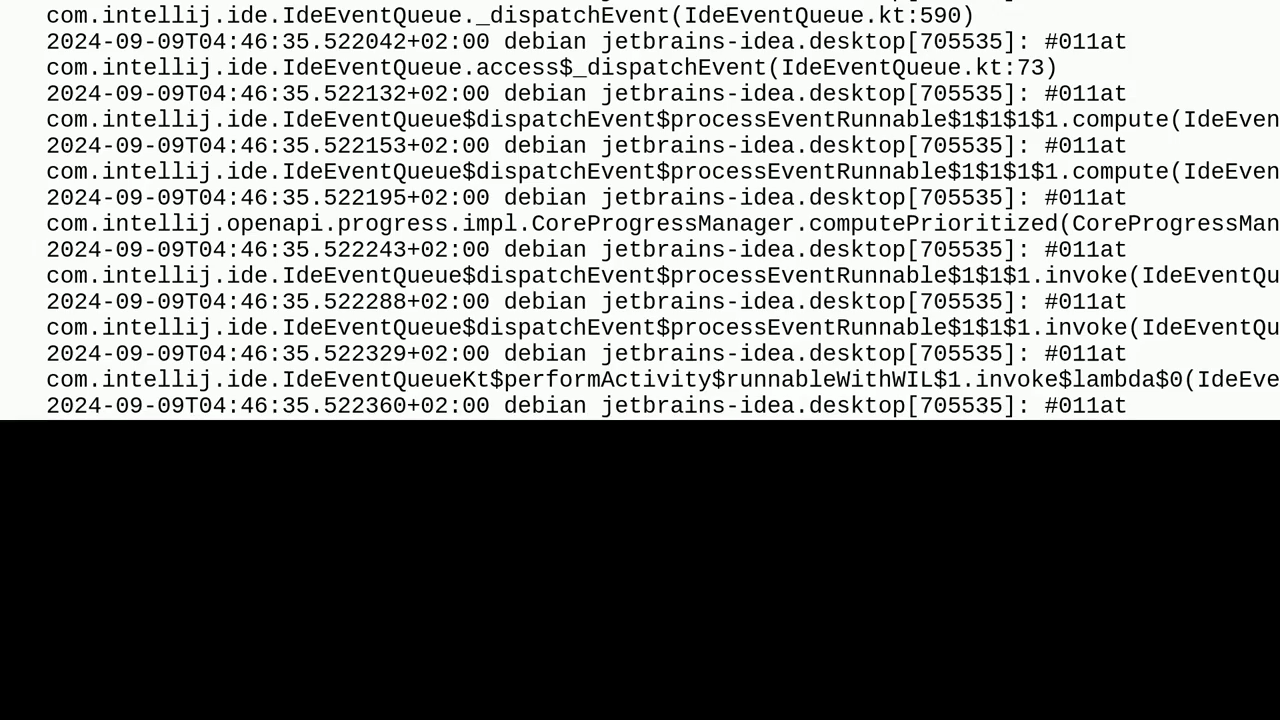 com.intellij.ide.IdeEventQueue._dispatchEvent(IdeEventQueue.kt:590)
2024-09-09T04:46:35.522042+02:00 debian jetbrains-idea.desktop[705535]: #011at
com.intellij.ide.IdeEventQueue.access$_dispatchEvent(IdeEventQueue.kt:73)
2024-09-09T04:46:35.522132+02:00 debian jetbrains-idea.desktop[705535]: #011at
com.intellij.ide.IdeEventQueue$dispatchEvent$processEventRunnable$1$1$1$1.compute(IdeEven
2024-09-09T04:46:35.522153+02:00 debian jetbrains-idea.desktop[705535]: #011at
com.intellij.ide.IdeEventQueue$dispatchEvent$processEventRunnable$1$1$1$1.compute(IdeEven
2024-09-09T04:46:35.522195+02:00 debian jetbrains-idea.desktop[705535]: #011at
com.intellij.openapi.progress.impl.CoreProgressManager.computePrioritized(CoreProgressMan
2024-09-09T04:46:35.522243+02:00 debian jetbrains-idea.desktop[705535]: #011at
com.intellij.ide.IdeEventQueue$dispatchEvent$processEventRunnable$1$1$1.invoke(IdeEventQu
2024-09-09T04:46:35.522288+02:00 debian jetbrains-idea.desktop[705535]: #011at
com.intellij.ide.IdeEventQueue$dispatchEvent$processEventRunnable$1$1$1.invoke(IdeEventQu
2024-09-09T04:46:35.522329+02:00 debian jetbrains-idea.desktop[705535]: #011at
com.intellij.ide.IdeEventQueueKt$performActivity$runnableWithWIL$1.invoke$lambda$0(IdeEve
2024-09-09T04:46:35.522360+02:00 debian jetbrains-idea.desktop[705535]: #011at